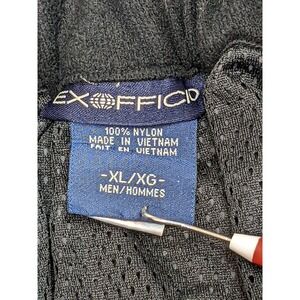 EXOFFICIO
100% NYLON
MADE IN VIETNAM
FAIT EN VIETNAM
-XL/XG-
MEN/HOMMES